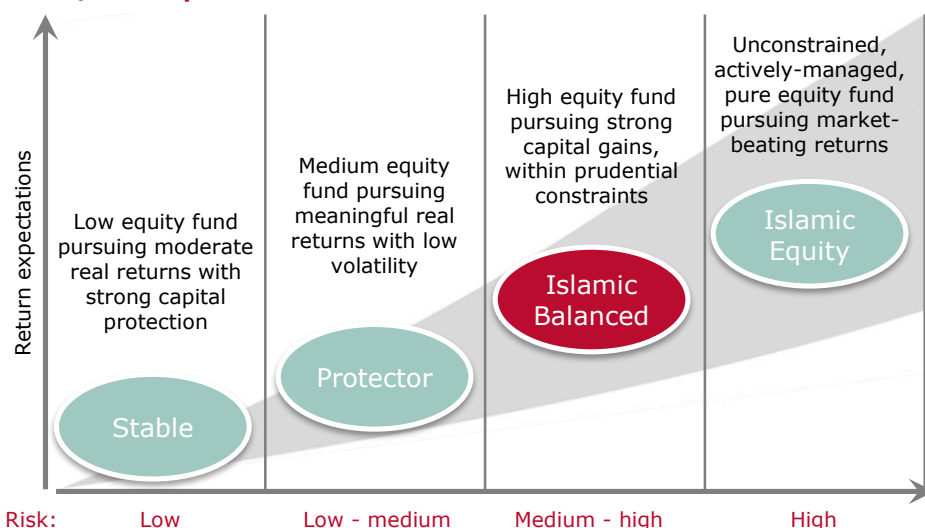 Return expectations
Low equity fund
pursuing moderate
real returns with
strong capital
protection
Stable
Medium equity
fund pursuing
meaningful real
returns with low
volatility
Protector
High equity fund
pursuing strong
capital gains,
within prudential
constraints
Islamic
Balanced
Unconstrained,
actively-managed,
pure equity fund
pursuing market-
beating returns
Islamic
Equity
Risk:
Low
Low - medium
Medium - high
High